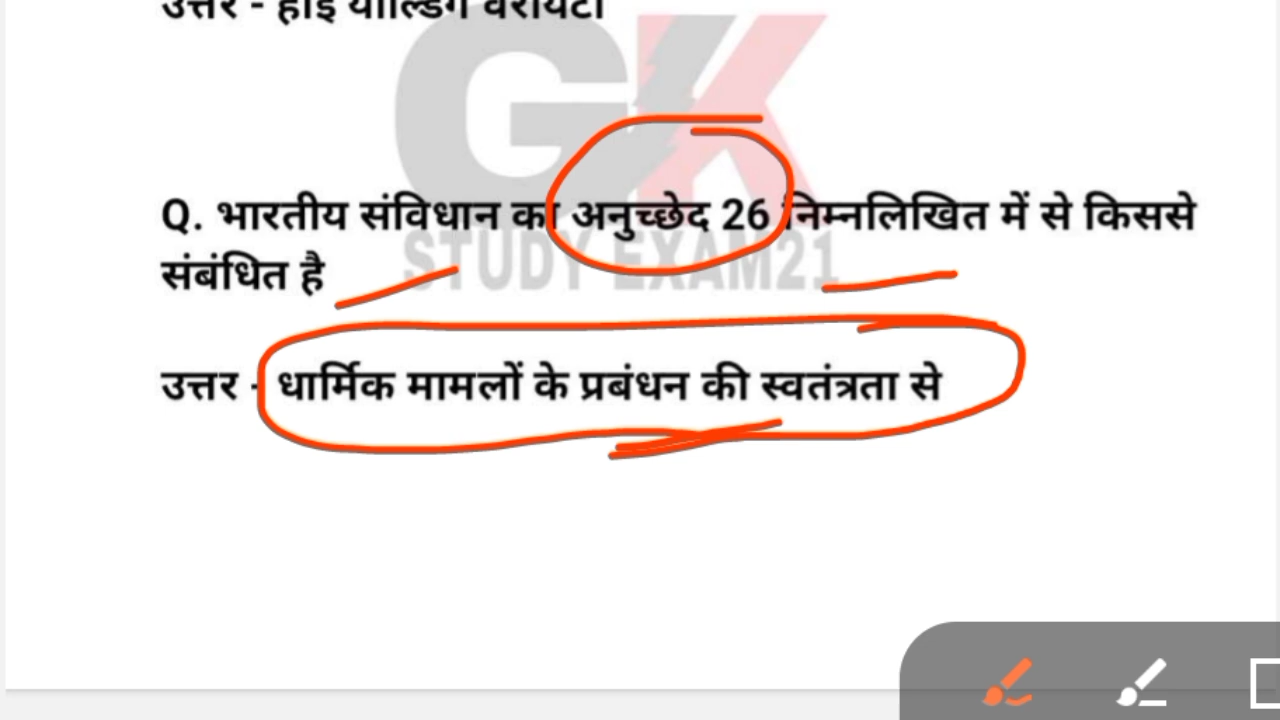 उत्तर - हाई यील्डिंग वैरायटी
GK
STUDY EXAM21
Q. भारतीय संविधान का अनुच्छेद 26 निम्नलिखित में से किससे
संबंधित है
उत्तर - धार्मिक मामलों के प्रबंधन की स्वतंत्रता से